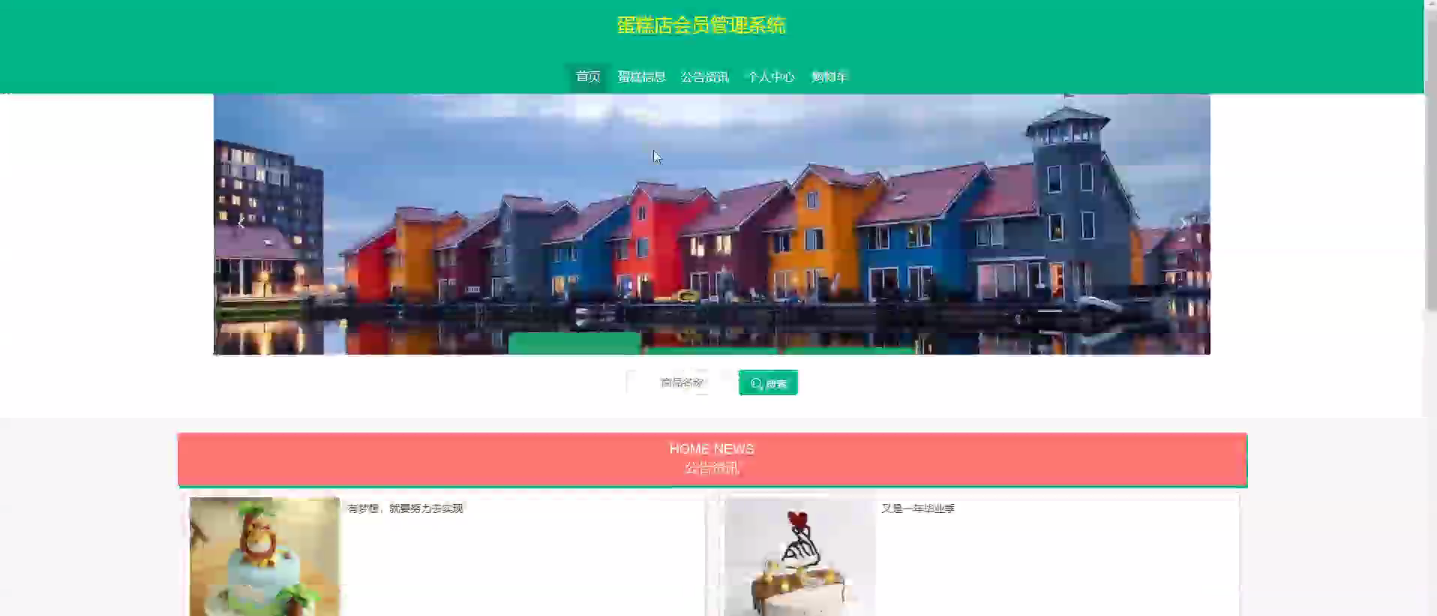 蛋糕店会员管理系统
首页 蛋糕信息 公告资讯 个人中心 购物车
商品名称 搜索
HOME NEWS
公告资讯
有梦想，就要努力去实现
又是一年毕业季